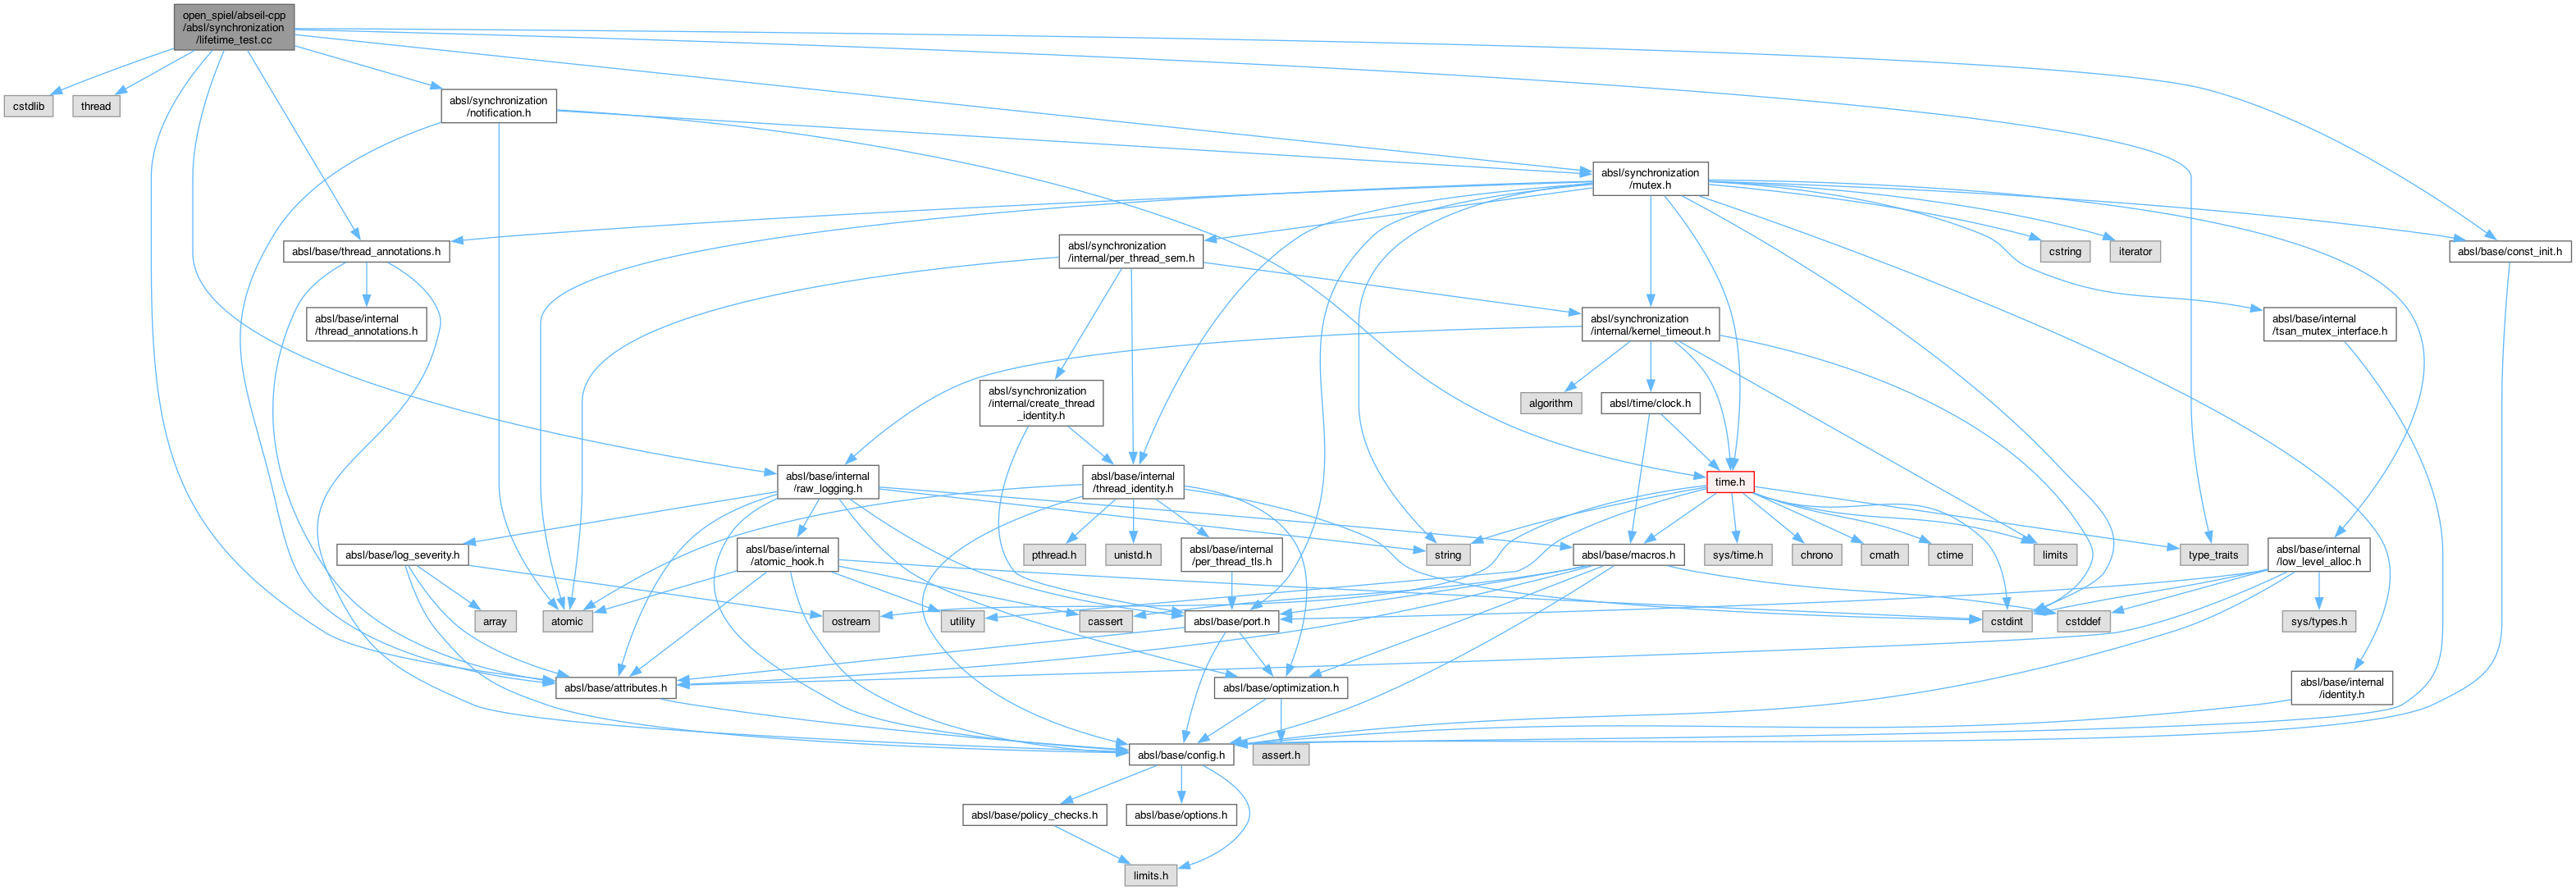 open_spiel/abseil-cpp
/absl/synchronization
/lifetime_test.cc
cstdlib
thread
absl/synchronization
/notification.h
absl/synchronization
/mutex.h
absl/base/thread_annotations.h
absl/synchronization
/internal/per_thread_sem.h
cstring
iterator
absl/base/const_init.h
absl/base/internal
/thread_annotations.h
absl/synchronization
/internal/kernel_timeout.h
absl/base/internal
/tsan_mutex_interface.h
absl/synchronization
/internal/create_thread
_identity.h
algorithm
absl/time/clock.h
absl/base/internal
/raw_logging.h
absl/base/internal
/thread_identity.h
time.h
absl/base/log_severity.h
absl/base/internal
/atomic_hook.h
pthread.h
unistd.h
absl/base/internal
/per_thread_tls.h
string
absl/base/macros.h
sys/time.h
chrono
cmath
ctime
limits
type_traits
absl/base/internal
/low_level_alloc.h
array
atomic
ostream
utility
cassert
absl/base/port.h
cstdint
cstddef
sys/types.h
absl/base/attributes.h
absl/base/optimization.h
absl/base/internal
/identity.h
absl/base/config.h
assert.h
absl/base/policy_checks.h
absl/base/options.h
limits.h